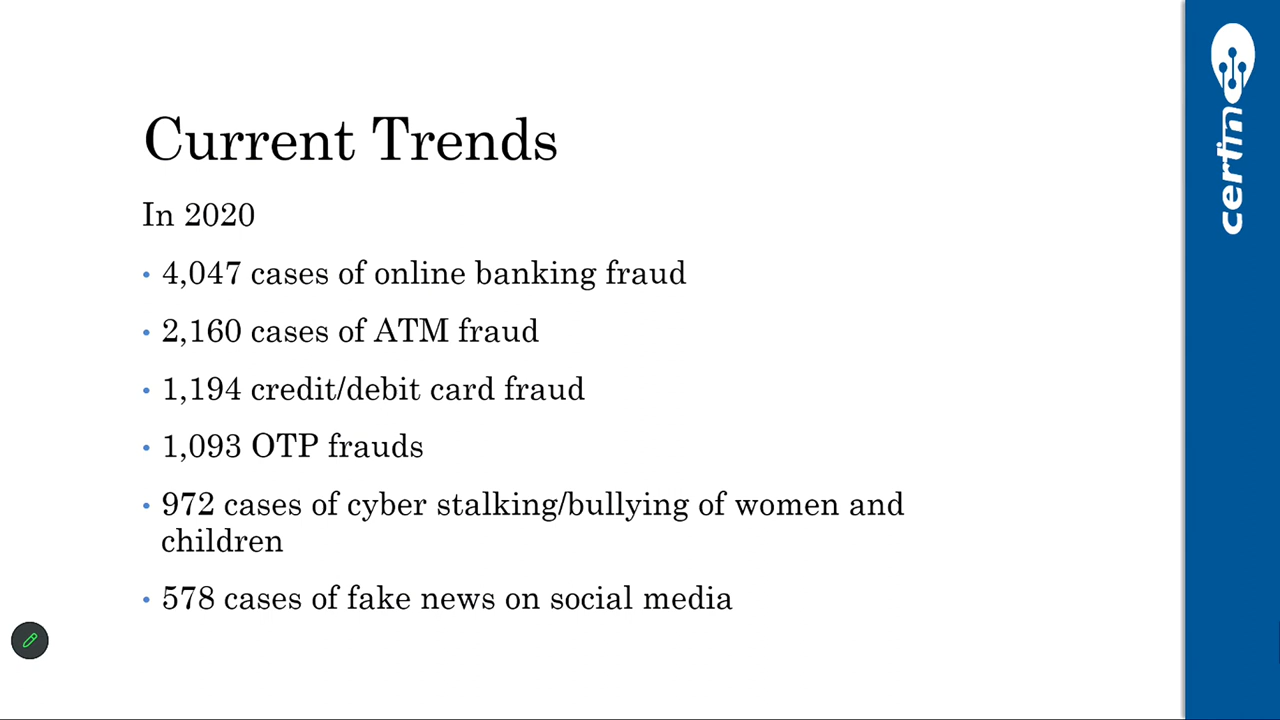 Current Trends
In 2020
• 4,047 cases of online banking fraud
• 2,160 cases of ATM fraud
• 1,194 credit/debit card fraud
• 1,093 OTP frauds
• 972 cases of cyber stalking/bullying of women and
children
• 578 cases of fake news on social media
certin